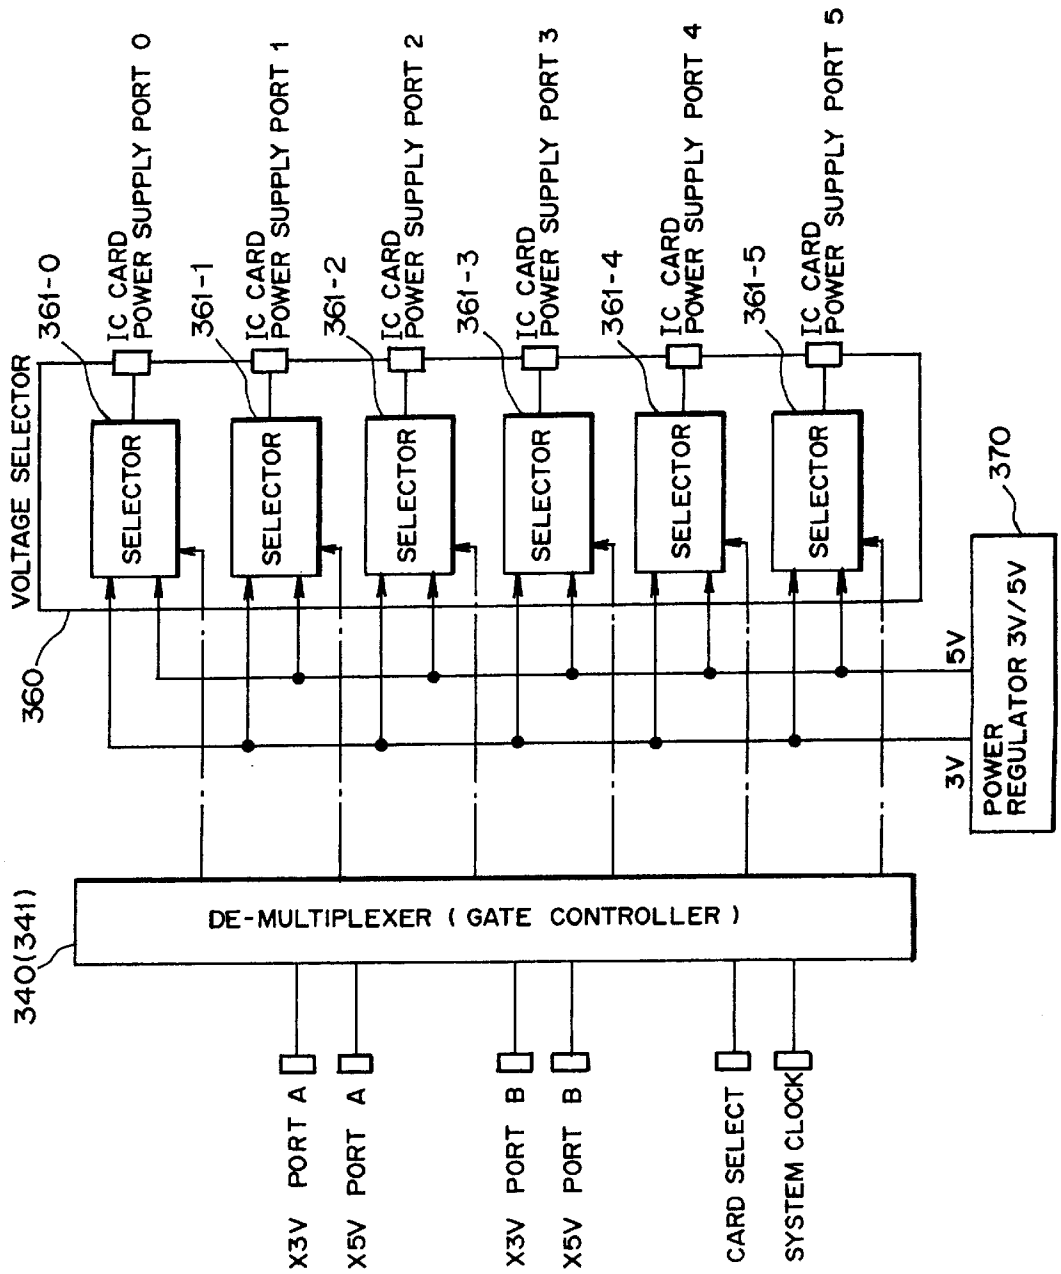 VOLTAGE SELECTOR
360
361-0
IC CARD
POWER SUPPLY PORT 0
361-1
IC CARD
POWER SUPPLY PORT 1
361-2
IC CARD
POWER SUPPLY PORT 2
361-3
IC CARD
POWER SUPPLY PORT 3
361-4
IC CARD
POWER SUPPLY PORT 4
361-5
IC CARD
POWER SUPPLY PORT 5
SELECTOR
SELECTOR
SELECTOR
SELECTOR
SELECTOR
SELECTOR
3V
5V
POWER
REGULATOR 3V/5V
370
340(341)
DE-MULTIPLEXER ( GATE CONTROLLER )
X3V PORT A
X5V PORT A
X3V PORT B
X5V PORT B
CARD SELECT
SYSTEM CLOCK